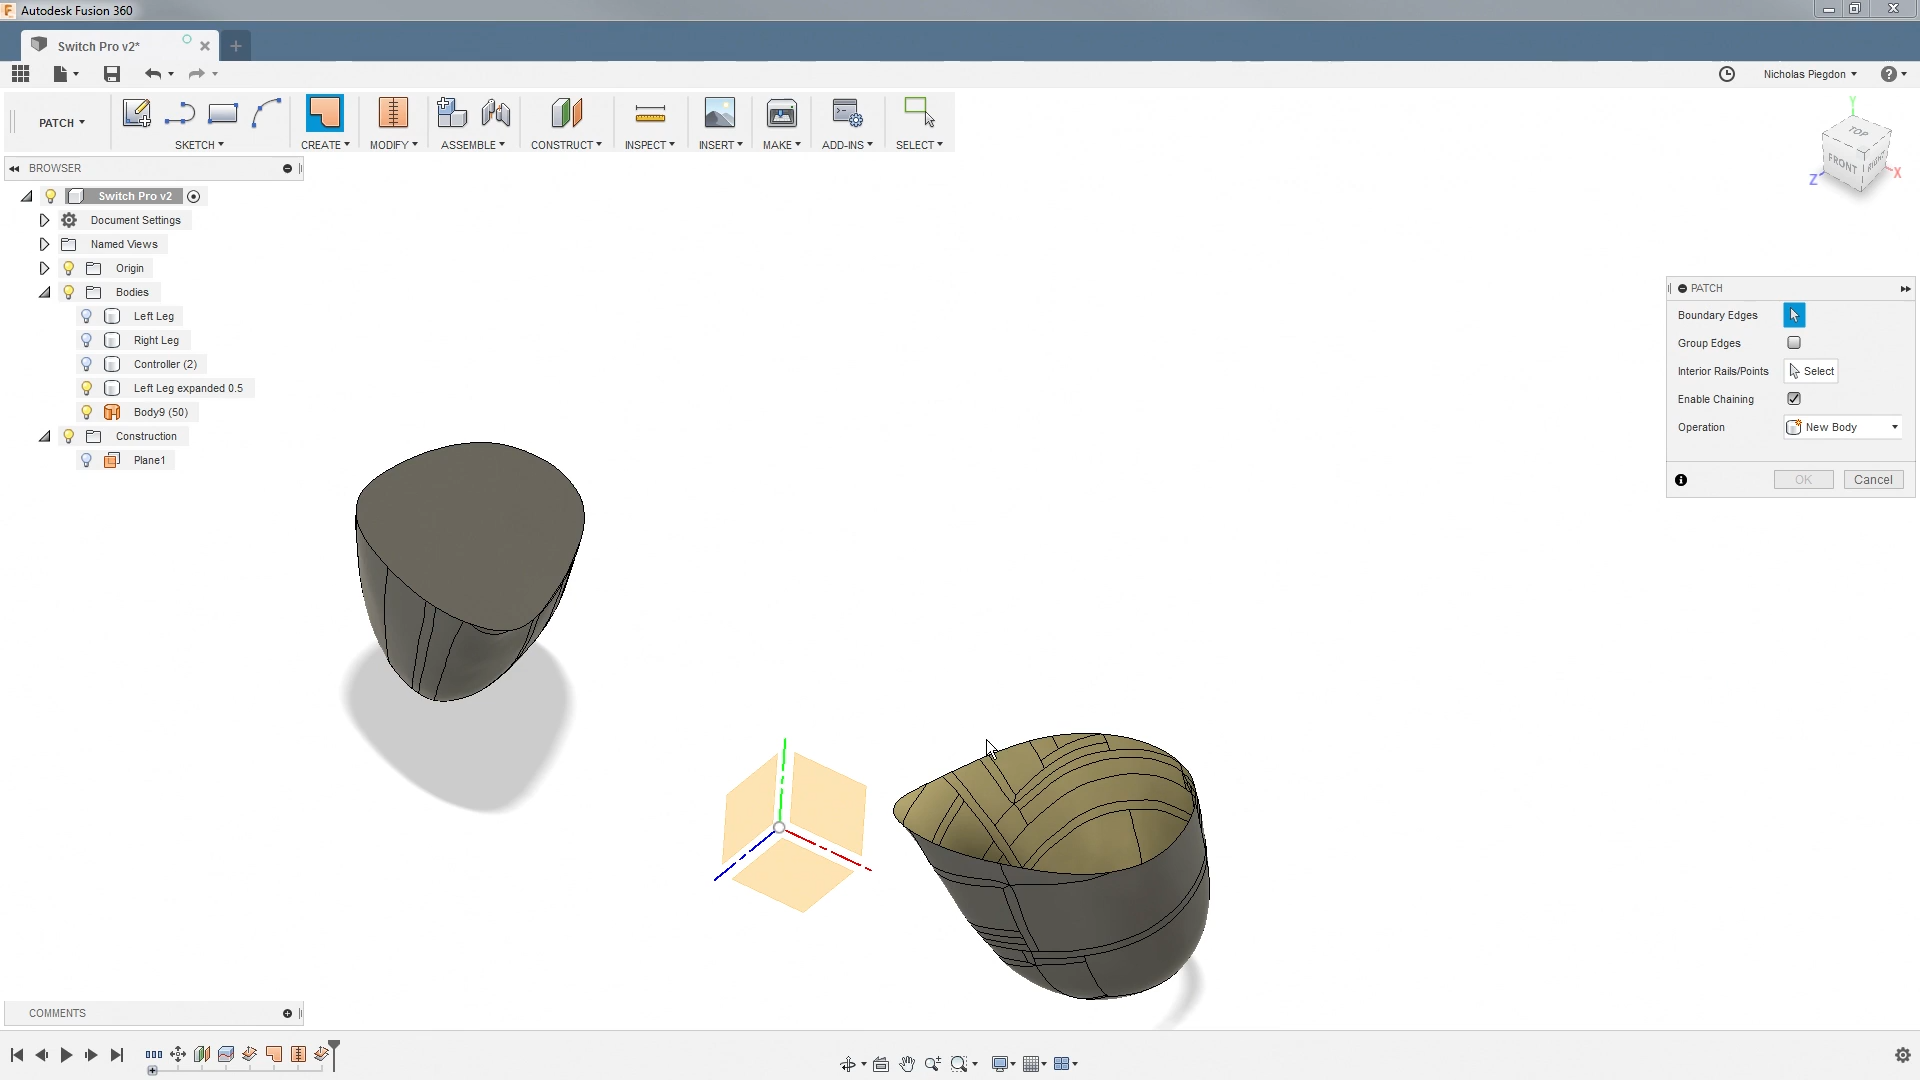 Autodesk Fusion 360
Switch Pro v2*
Nicholas Piegdon
PATCH
SKETCH
CREATE
MODIFY
ASSEMBLE
CONSTRUCT
INSPECT
INSERT
MAKE
ADD-INS
SELECT
TOP
FRONT
RIGHT
Y
Z
X
BROWSER
Switch Pro v2
Document Settings
Named Views
Origin
Bodies
Left Leg
Right Leg
Controller (2)
Left Leg expanded 0.5
Body9 (50)
Construction
Plane1
PATCH
Boundary Edges
Group Edges
Interior Rails/Points
Select
Enable Chaining
Operation
New Body
OK
Cancel
COMMENTS